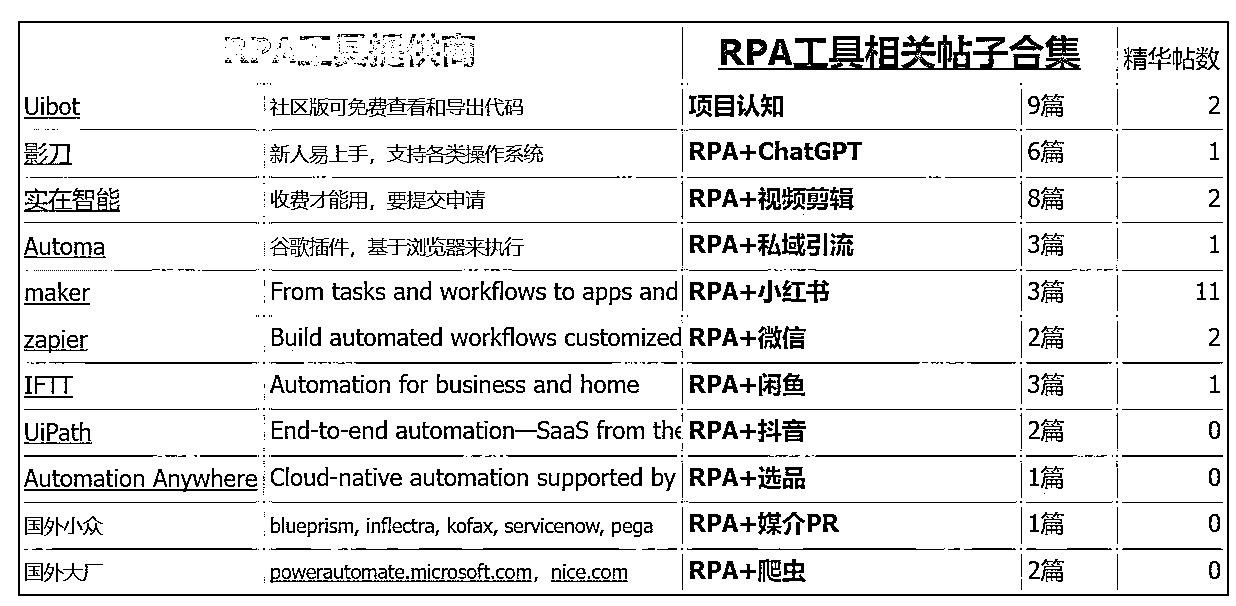 RPA工具提供商 RPA工具相关帖子合集 精华帖数
Uibot 社区版可免费查看和导出代码 项目认知 9篇 2
影刀 新人易上手，支持各类操作系统 RPA+ChatGPT 6篇 1
实在智能 收费才能用，要提交申请 RPA+视频剪辑 8篇 2
Automa 谷歌插件，基于浏览器来执行 RPA+私域引流 3篇 1
maker From tasks and workflows to apps and RPA+小红书 3篇 11
zapier Build automated workflows customized RPA+微信 2篇 2
IFTT Automation for business and home RPA+闲鱼 3篇 1
UiPath End-to-end automation—SaaS from the RPA+抖音 2篇 0
Automation Anywhere Cloud-native automation supported by RPA+选品 1篇 0
国外小众 blueprism, inflectra, kofax, servicenow, pega RPA+媒介PR 1篇 0
国外大厂 powerautomate.microsoft.com，nice.com RPA+爬虫 2篇 0